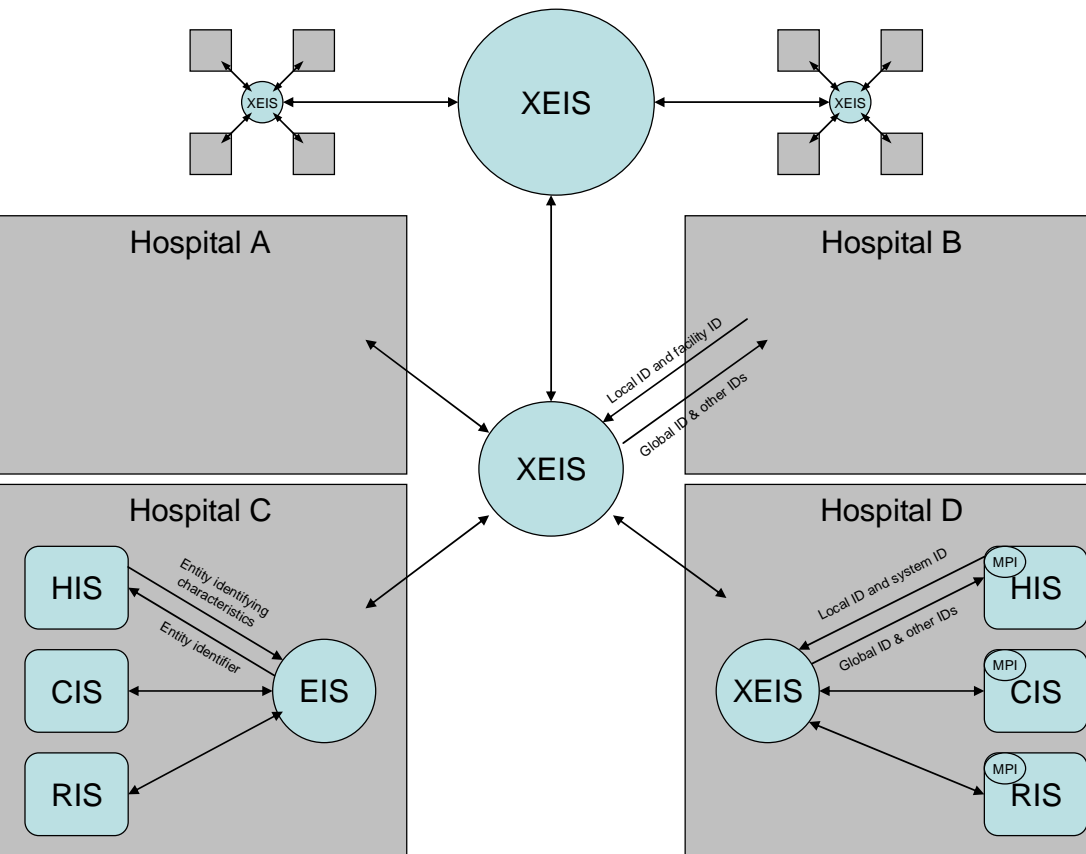 XEIS
XEIS
XEIS
Hospital A
Hospital B
Local ID and facility ID
Global ID & other IDs
XEIS
Hospital C
HIS
CIS
RIS
Entity identifying
characteristics
Entity identifier
EIS
Hospital D
MPI
HIS
Local ID and system ID
Global ID & other IDs
XEIS
MPI
CIS
MPI
RIS